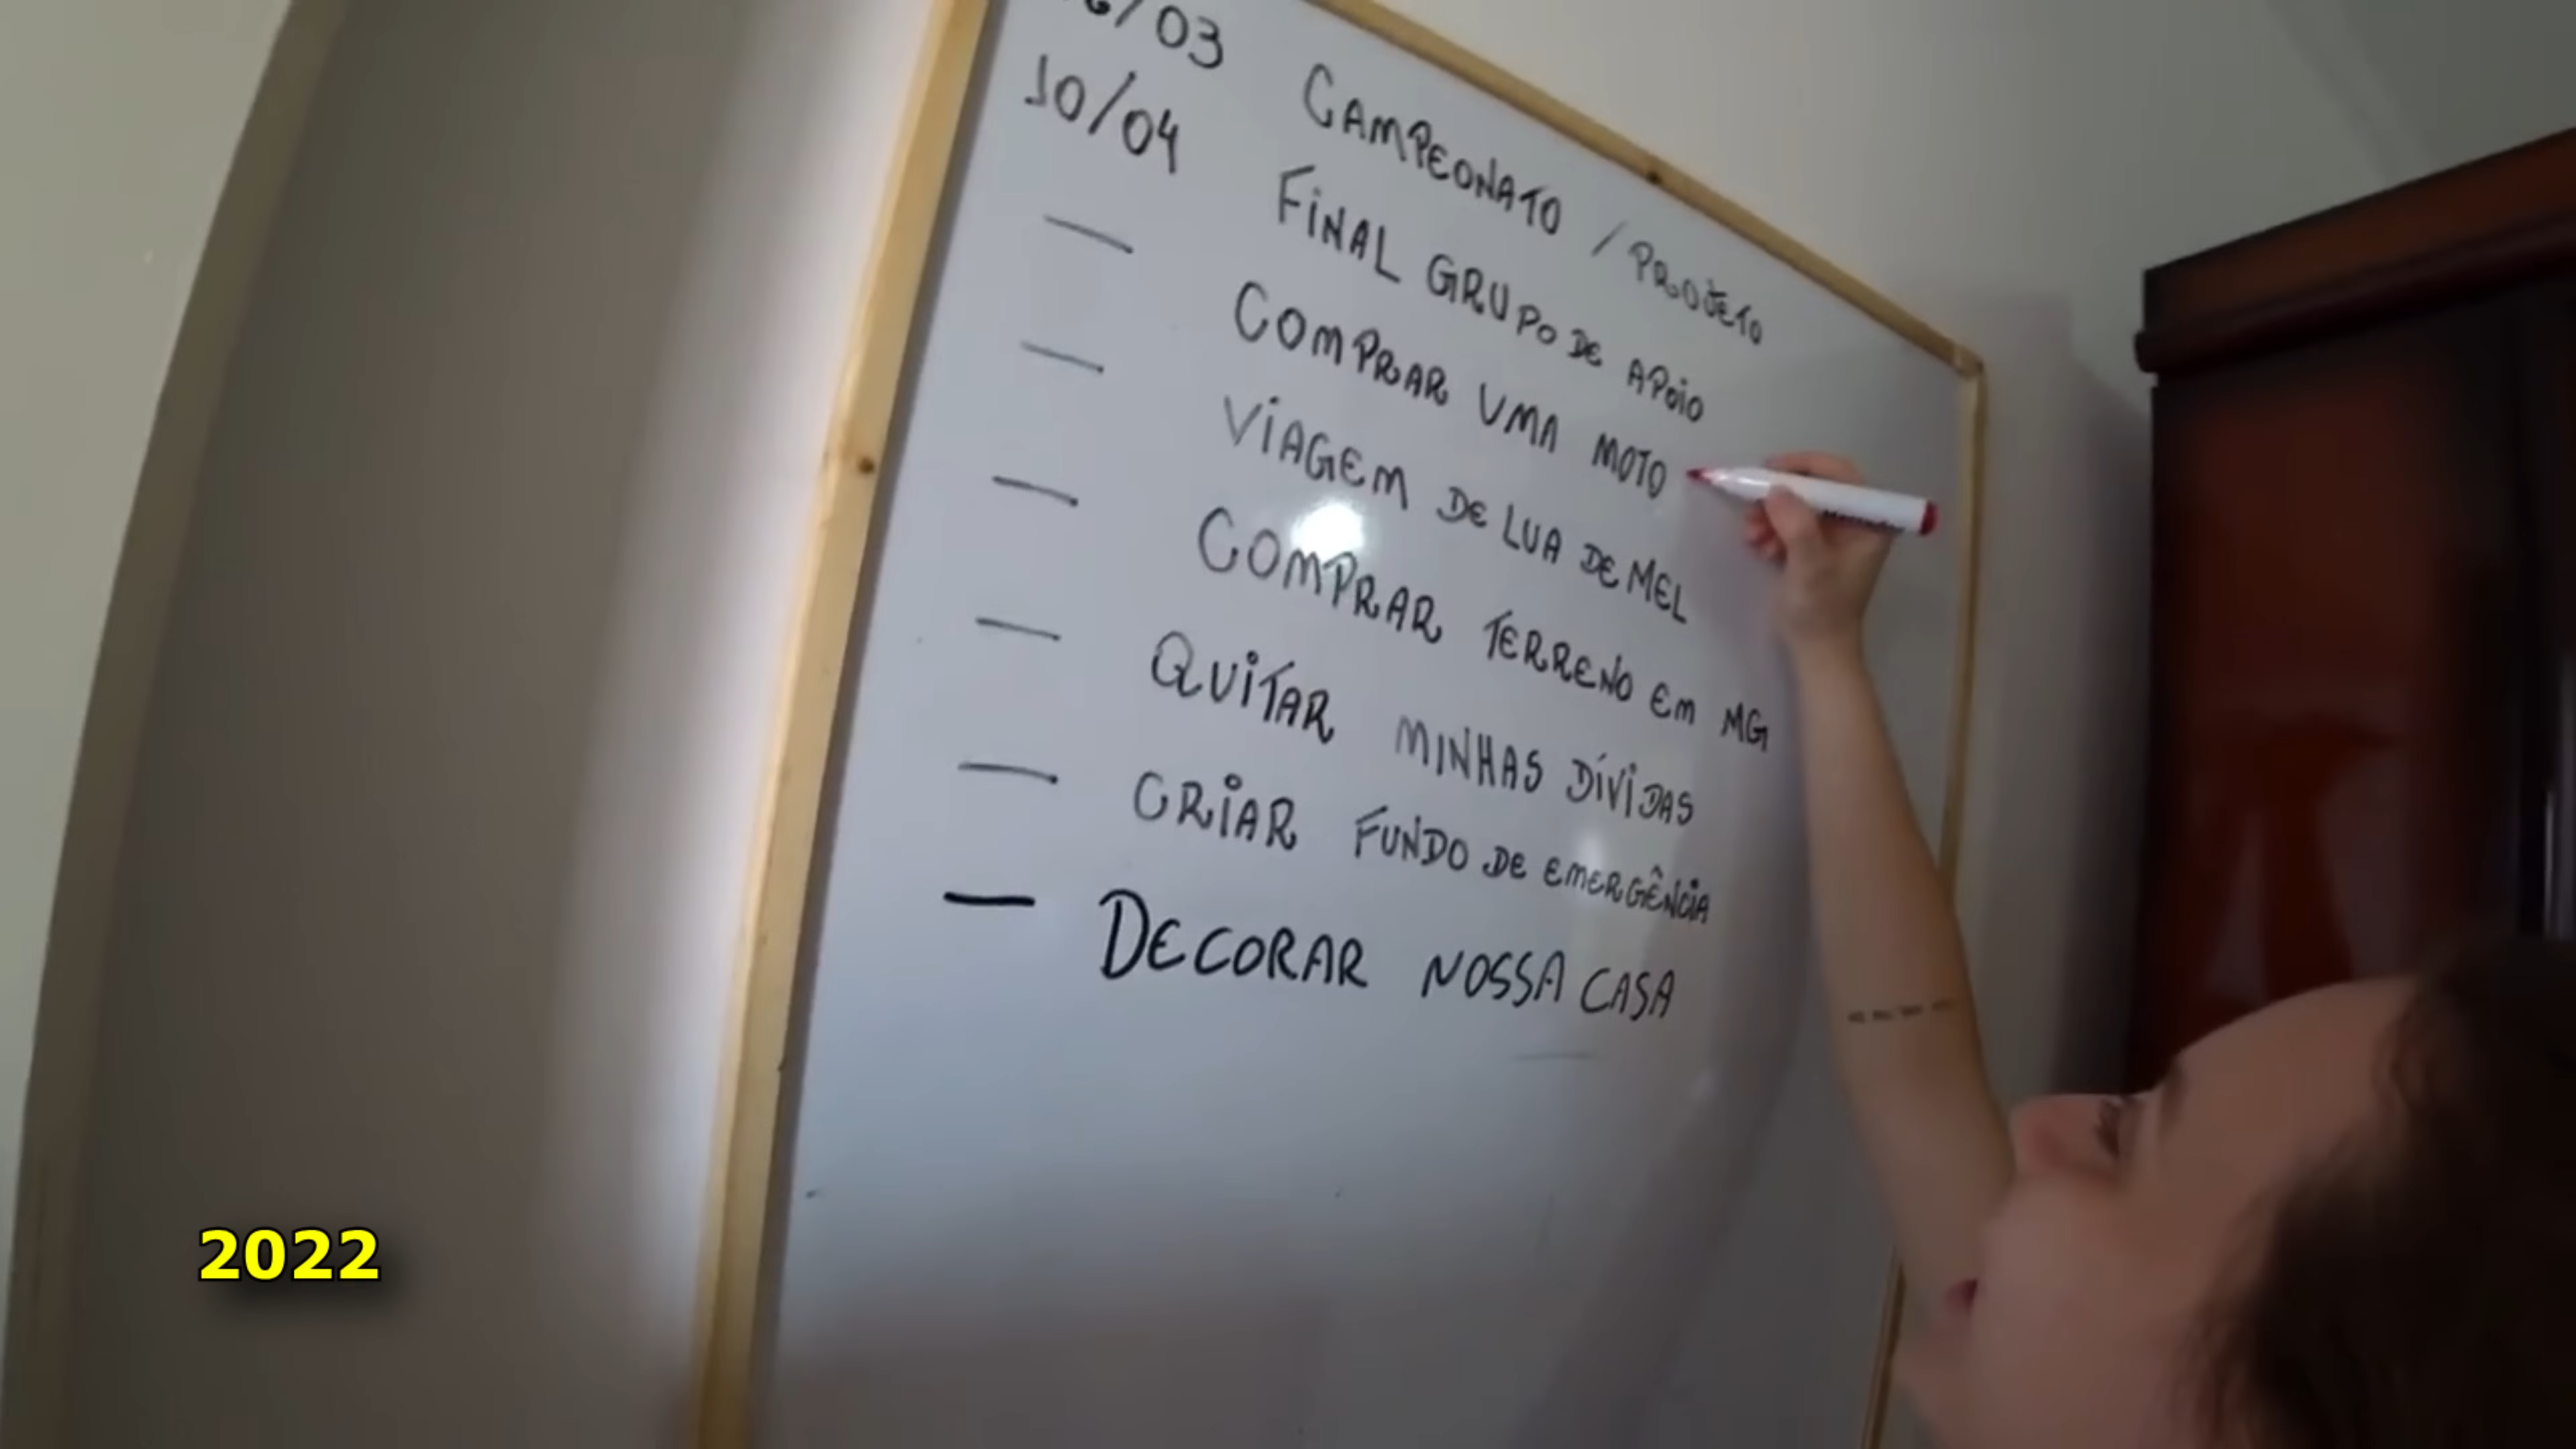 6/03 CAMPEONATO / PROJETO
10/04 FINAL GRUPO DE APOIO
— COMPRAR UMA MOTO
— VIAGEM DE LUA DE MEL
— COMPRAR TERRENO EM MG
— QUITAR MINHAS DÍVIDAS
— CRIAR FUNDO DE EMERGÊNCIA
— DECORAR NOSSA CASA
2022